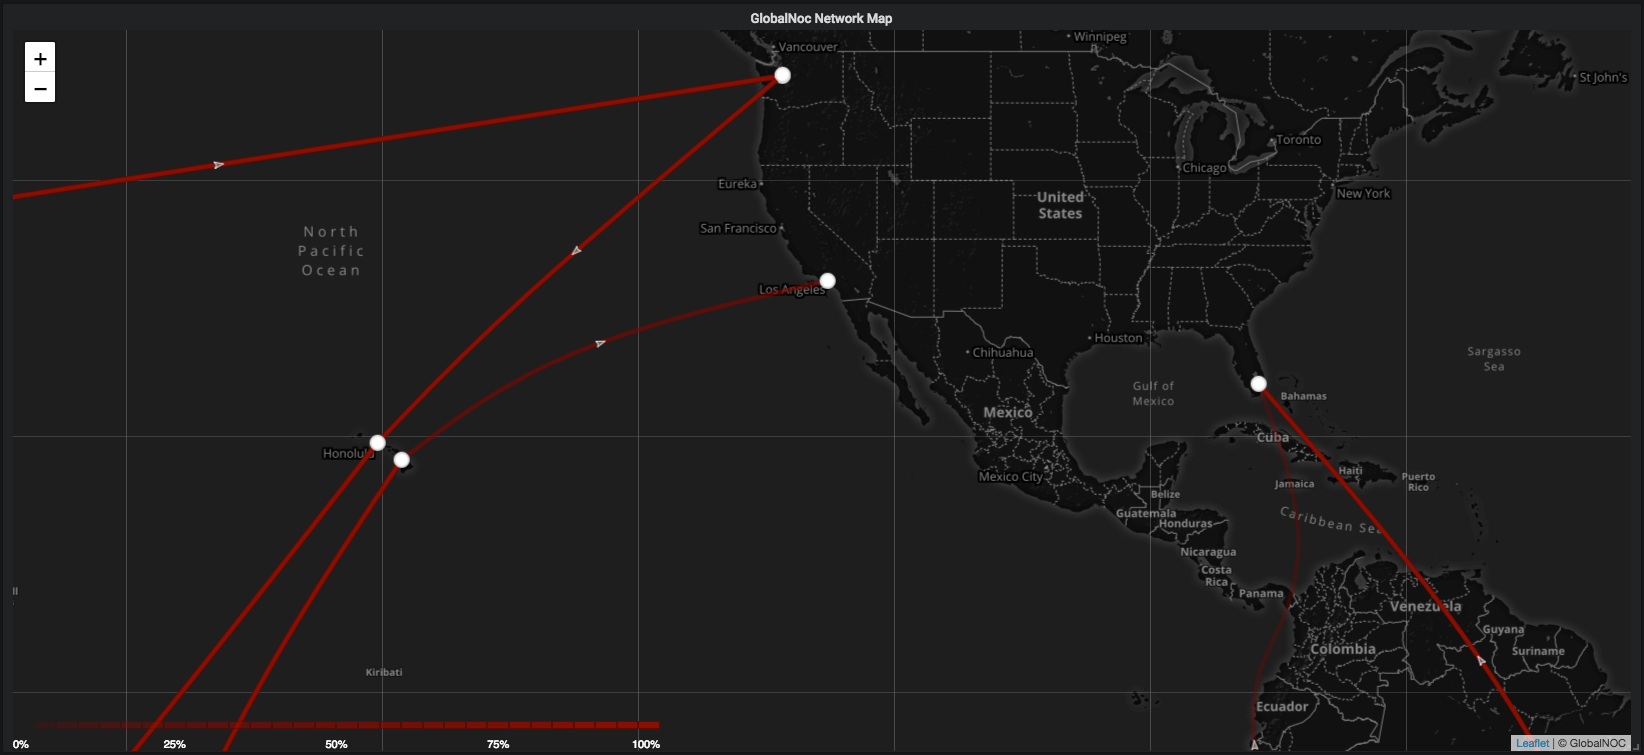 GlobalNoc Network Map
+
−
Vancouver
Winnipeg
St John's
Toronto
Chicago
New York
Eureka
United
States
San Francisco
North
Pacific
Ocean
Los Angeles
Houston
Chihuahua
Sargasso
Sea
Gulf of
Mexico
Bahamas
Mexico
Cuba
Honolulu
Haiti
Puerto
Rico
Mexico City
Jamaica
Belize
Caribbean Sea
Guatemala
Honduras
Nicaragua
Costa
Rica
Panama
Venezuela
Guyana
Suriname
Colombia
Kiribati
Ecuador
0%
25%
50%
75%
100%
Leaflet | © GlobalNOC